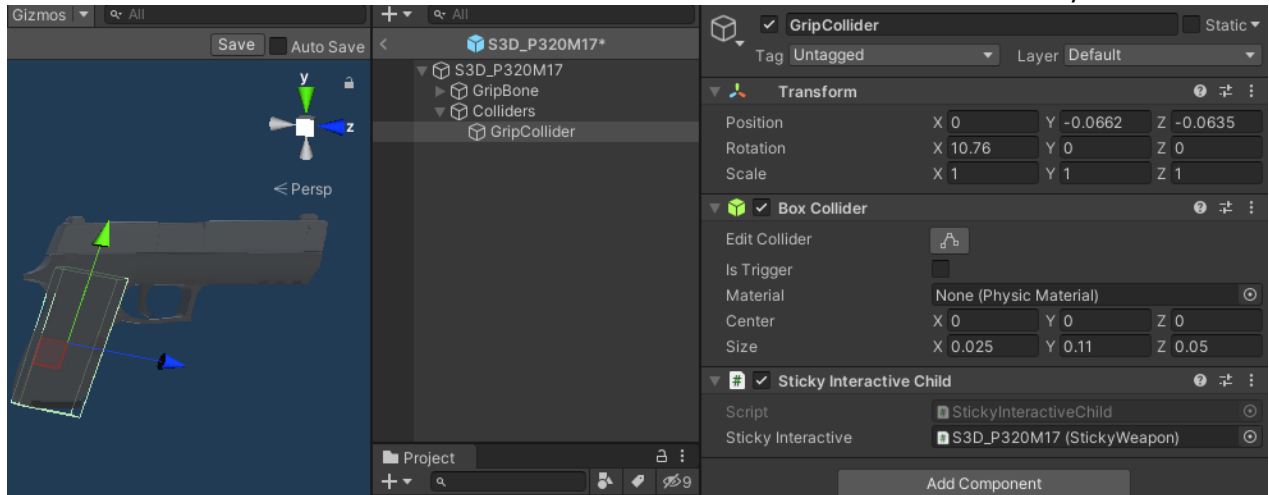 Gizmos All
Save Auto Save
y
z
Persp
All
S3D_P320M17*
S3D_P320M17
GripBone
Colliders
GripCollider
Project
9
GripCollider Static
Tag Untagged Layer Default
Transform
Position X 0 Y -0.0662 Z -0.0635
Rotation X 10.76 Y 0 Z 0
Scale X 1 Y 1 Z 1
Box Collider
Edit Collider
Is Trigger
Material None (Physic Material)
Center X 0 Y 0 Z 0
Size X 0.025 Y 0.11 Z 0.05
# Sticky Interactive Child
Script # StickyInteractiveChild
Sticky Interactive # S3D_P320M17 (StickyWeapon)
Add Component